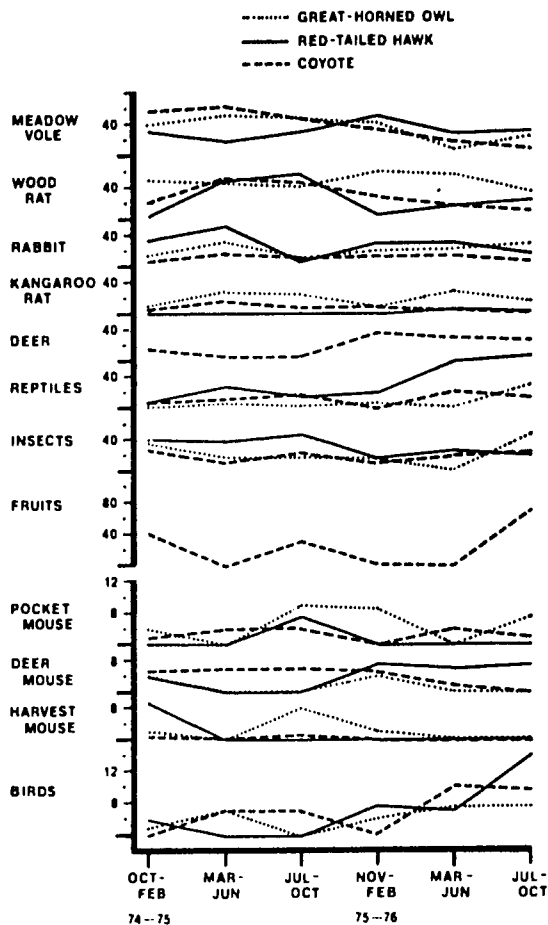 GREAT-HORNED OWL
RED-TAILED HAWK
COYOTE
MEADOW
VOLE
40
WOOD
RAT
40
RABBIT
40
KANGAROO
RAT
40
DEER
40
REPTILES
40
INSECTS
40
FRUITS
80
40
12
POCKET
MOUSE
8
DEER
MOUSE
8
HARVEST
MOUSE
8
BIRDS
12
8
OCT-
FEB
MAR-
JUN
JUL-
OCT
NOV-
FEB
MAR-
JUN
JUL-
OCT
74--75
75--76